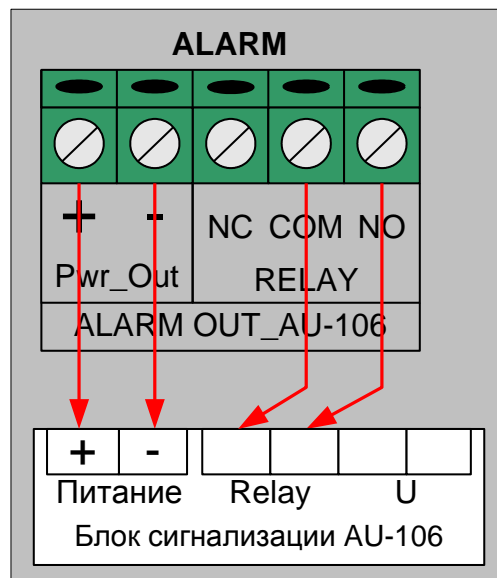 ALARM
+ - NC COM NO
Pwr_Out RELAY
ALARM OUT_AU-106
+ -
Питание Relay U
Блок сигнализации AU-106